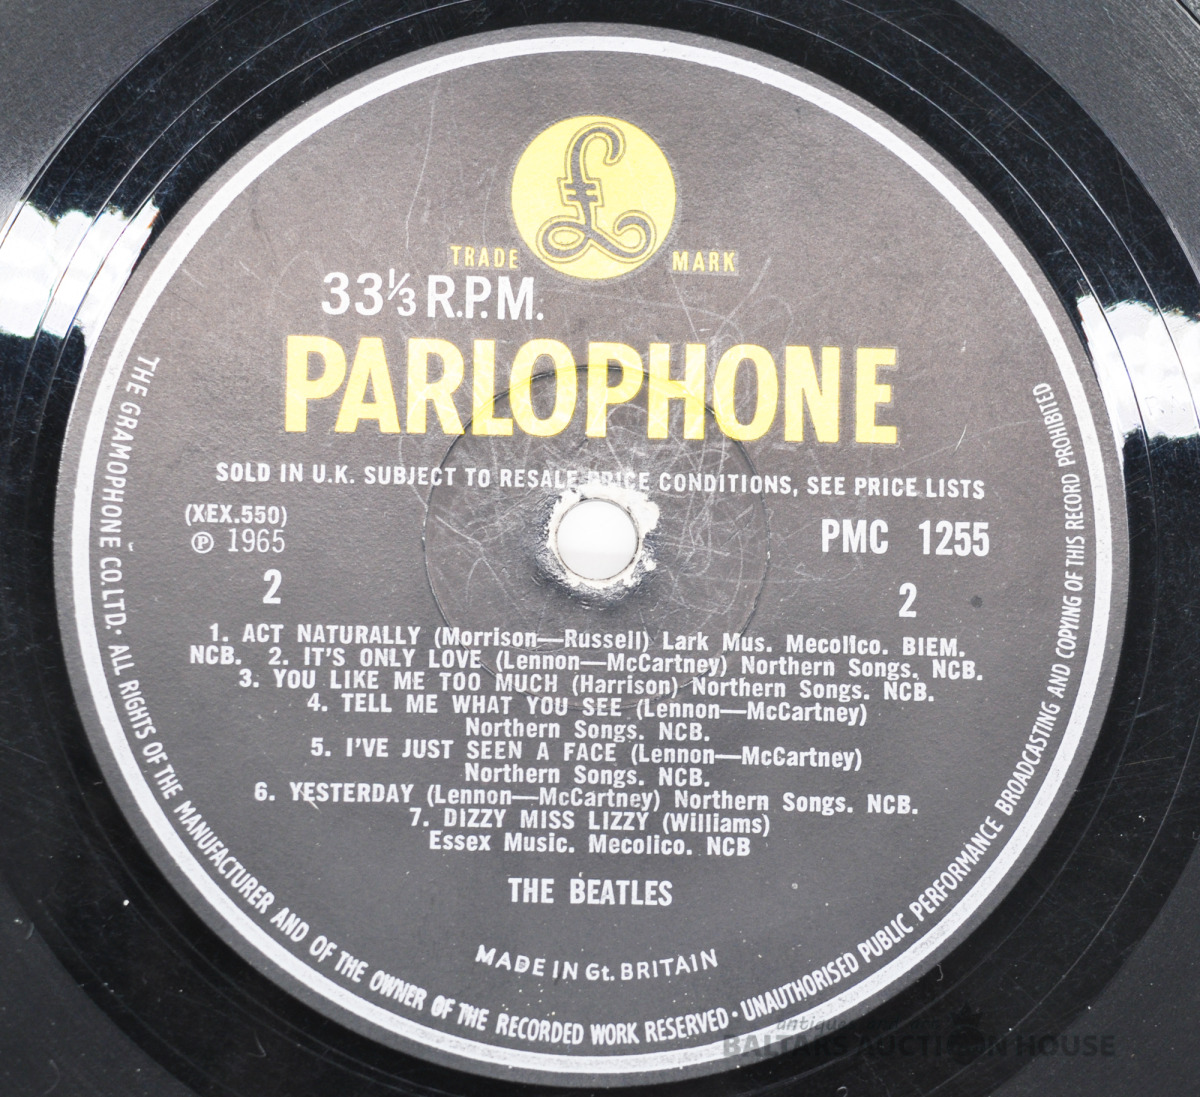 £
TRADE MARK
33⅓ R.P.M.
PARLOPHONE
SOLD IN U.K. SUBJECT TO RESALE PRICE CONDITIONS, SEE PRICE LISTS
(XEX.550)
℗ 1965
PMC 1255
2
2
1. ACT NATURALLY (Morrison—Russell) Lark Mus. Mecolico. BIEM.
NCB. 2. IT'S ONLY LOVE (Lennon—McCartney) Northern Songs. NCB.
3. YOU LIKE ME TOO MUCH (Harrison) Northern Songs. NCB.
4. TELL ME WHAT YOU SEE (Lennon—McCartney)
Northern Songs. NCB.
5. I'VE JUST SEEN A FACE (Lennon—McCartney)
Northern Songs. NCB.
6. YESTERDAY (Lennon—McCartney) Northern Songs. NCB.
7. DIZZY MISS LIZZY (Williams)
Essex Music. Mecolico. NCB
THE BEATLES
MADE IN Gt. BRITAIN
THE GRAMOPHONE CO. LTD. · ALL RIGHTS OF THE MANUFACTURER AND OF THE OWNER OF THE RECORDED WORK RESERVED · UNAUTHORISED PUBLIC PERFORMANCE BROADCASTING AND COPYING OF THIS RECORD PROHIBITED
BALTARS AUCTION HOUSE